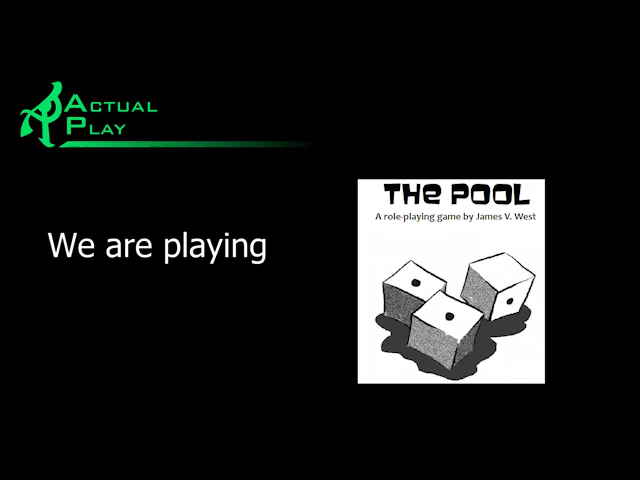 Actual
Play
We are playing
THe POOL
A role-playing game by James V. West